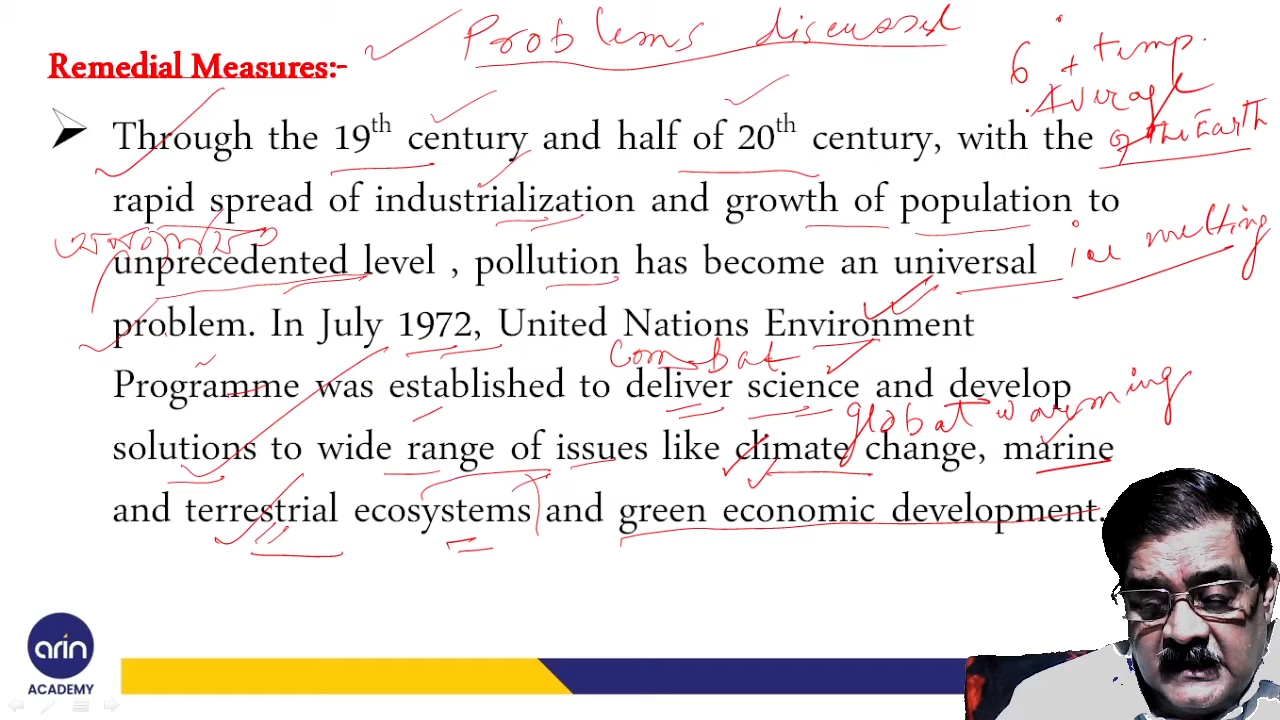 Problems discussed
Remedial Measures:-
6 + temp.
Average
of the Earth
Through the 19th century and half of 20th century, with the
rapid spread of industrialization and growth of population to
unprecedented level , pollution has become an universal
ice melting
problem. In July 1972, United Nations Environment
combat
Programme was established to deliver science and develop
global warming
solutions to wide range of issues like climate change, marine
and terrestrial ecosystems and green economic development.
arin
ACADEMY